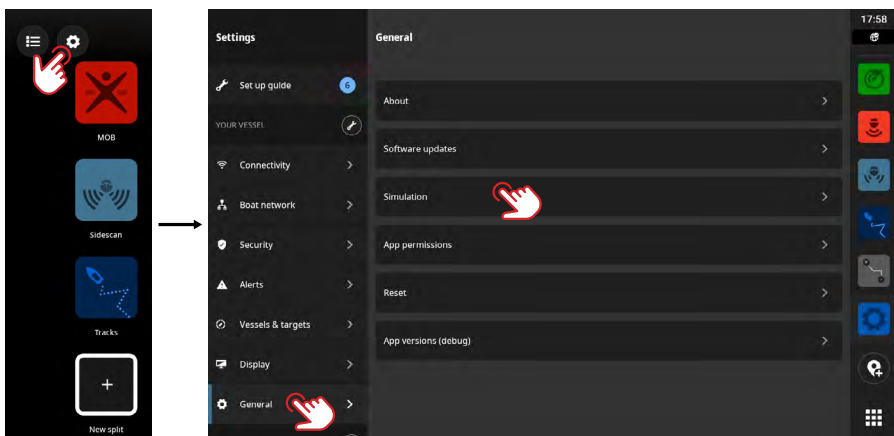 MOB
Sidescan
Tracks
New split
Settings
Set up guide
6
YOUR VESSEL
Connectivity
Boat network
Security
Alerts
Vessels & targets
Display
General
General
About
Software updates
Simulation
App permissions
Reset
App versions (debug)
17:58